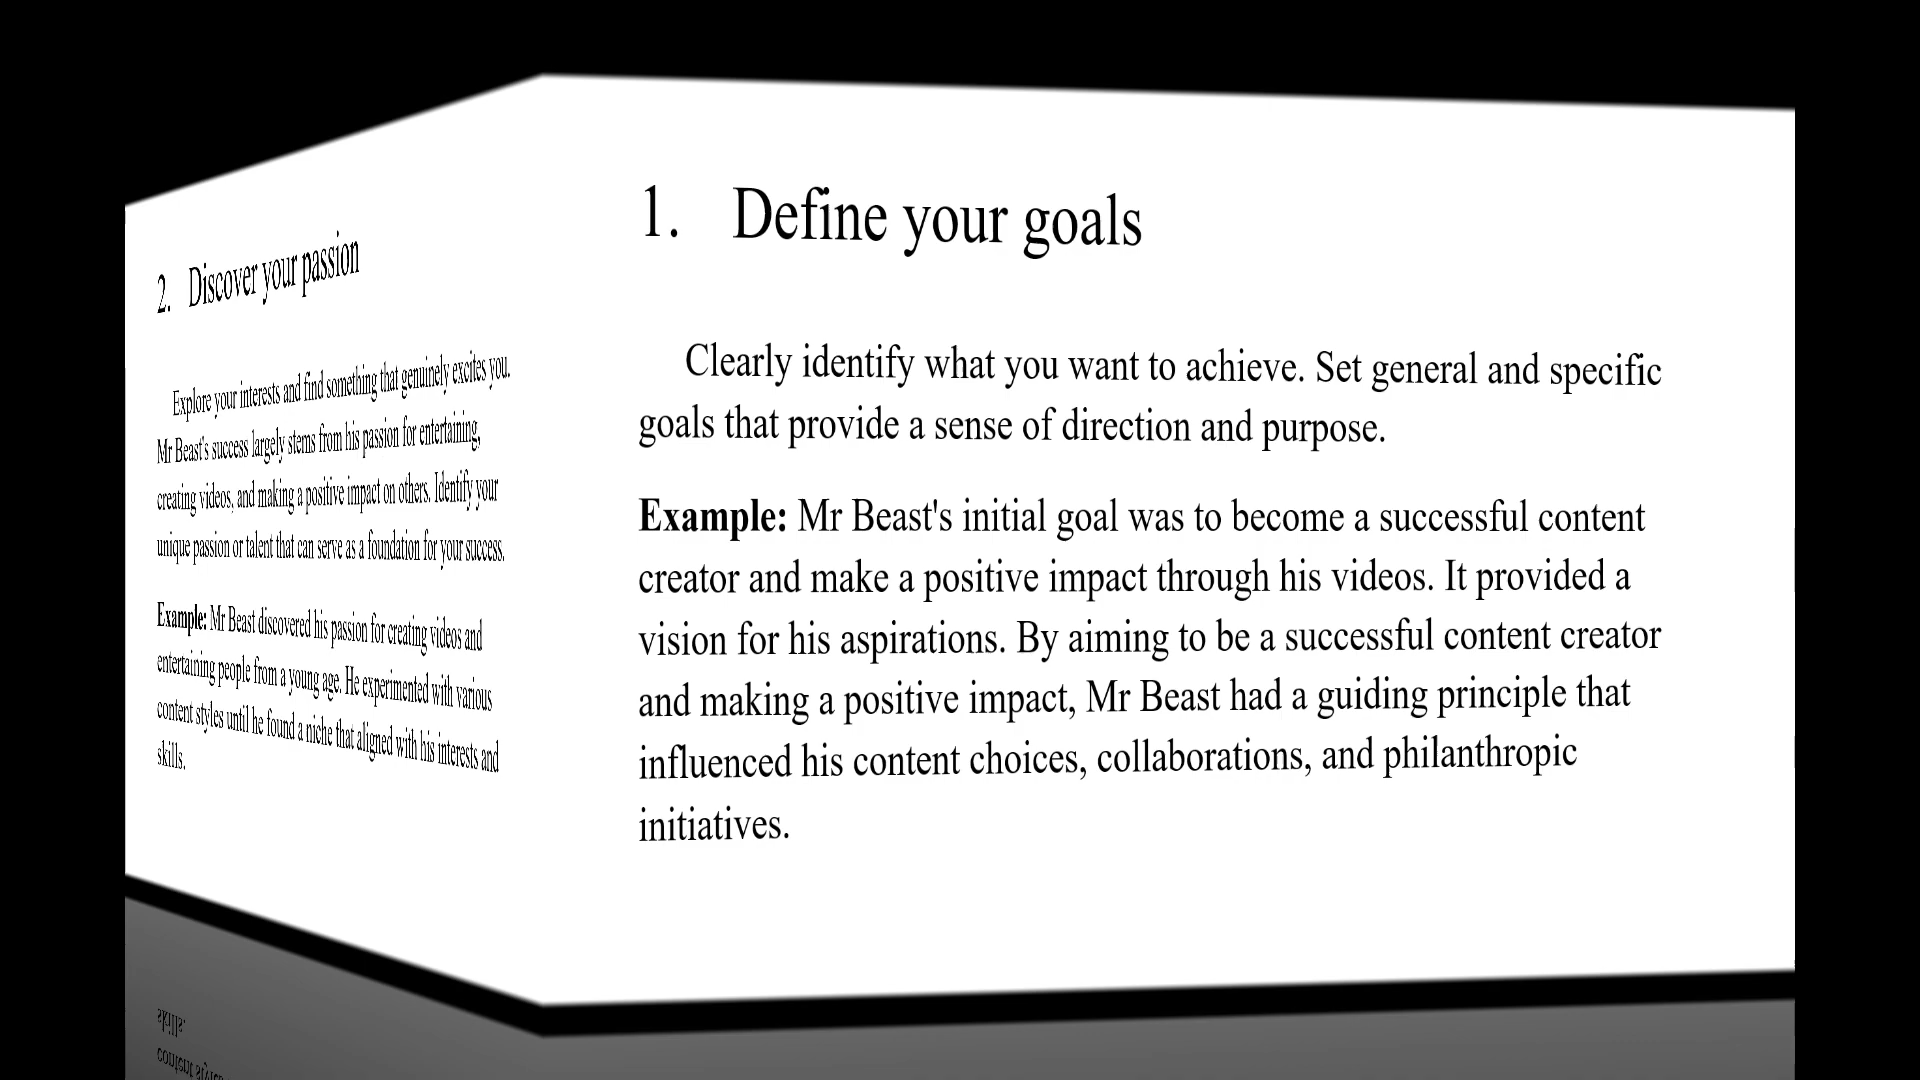 1. Define your goals
Clearly identify what you want to achieve. Set general and specific
goals that provide a sense of direction and purpose.
Example: Mr Beast's initial goal was to become a successful content
creator and make a positive impact through his videos. It provided a
vision for his aspirations. By aiming to be a successful content creator
and making a positive impact, Mr Beast had a guiding principle that
influenced his content choices, collaborations, and philanthropic
initiatives.
2. Discover your passion
Explore your interests and find something that genuinely excites you.
Mr Beast's success largely stems from his passion for entertaining,
creating videos, and making a positive impact on others. Identify your
unique passion or talent that can serve as a foundation for your success.
Example: Mr Beast discovered his passion for creating videos and
entertaining people from a young age. He experimented with various
content styles until he found a niche that aligned with his interests and
skills.
skills.
content styles